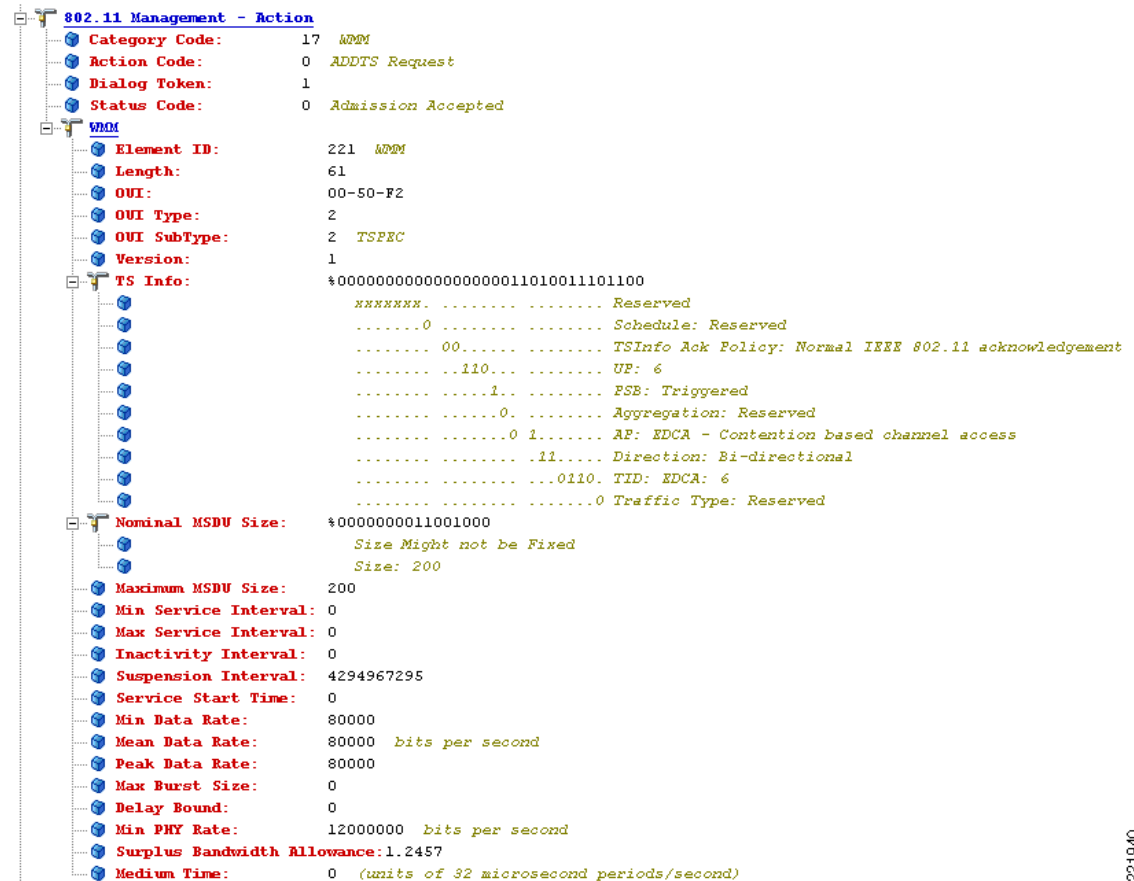 802.11 Management - Action
Category Code: 17 WMM
Action Code: 0 ADDTS Request
Dialog Token: 1
Status Code: 0 Admission Accepted
WMM
Element ID: 221 WMM
Length: 61
OUI: 00-50-F2
OUI Type: 2
OUI SubType: 2 TSPEC
Version: 1
TS Info: %000000000000000000011010011101100
xxxxxxx. ........ ........ Reserved
.......0 ........ ........ Schedule: Reserved
........ 00...... ........ TSInfo Ack Policy: Normal IEEE 802.11 acknowledgement
........ ..110... ........ UP: 6
........ .....1.. ........ PSB: Triggered
........ ......0. ........ Aggregation: Reserved
........ .......0 1....... AP: EDCA - Contention based channel access
........ ........ .11..... Direction: Bi-directional
........ ........ ...0110. TID: EDCA: 6
........ ........ .......0 Traffic Type: Reserved
Nominal MSDU Size: %0000000011001000
Size Might not be Fixed
Size: 200
Maximum MSDU Size: 200
Min Service Interval: 0
Max Service Interval: 0
Inactivity Interval: 0
Suspension Interval: 4294967295
Service Start Time: 0
Min Data Rate: 80000
Mean Data Rate: 80000 bits per second
Peak Data Rate: 80000
Max Burst Size: 0
Delay Bound: 0
Min PHY Rate: 12000000 bits per second
Surplus Bandwidth Allowance:1.2457
Medium Time: 0 (units of 32 microsecond periods/second)
221940